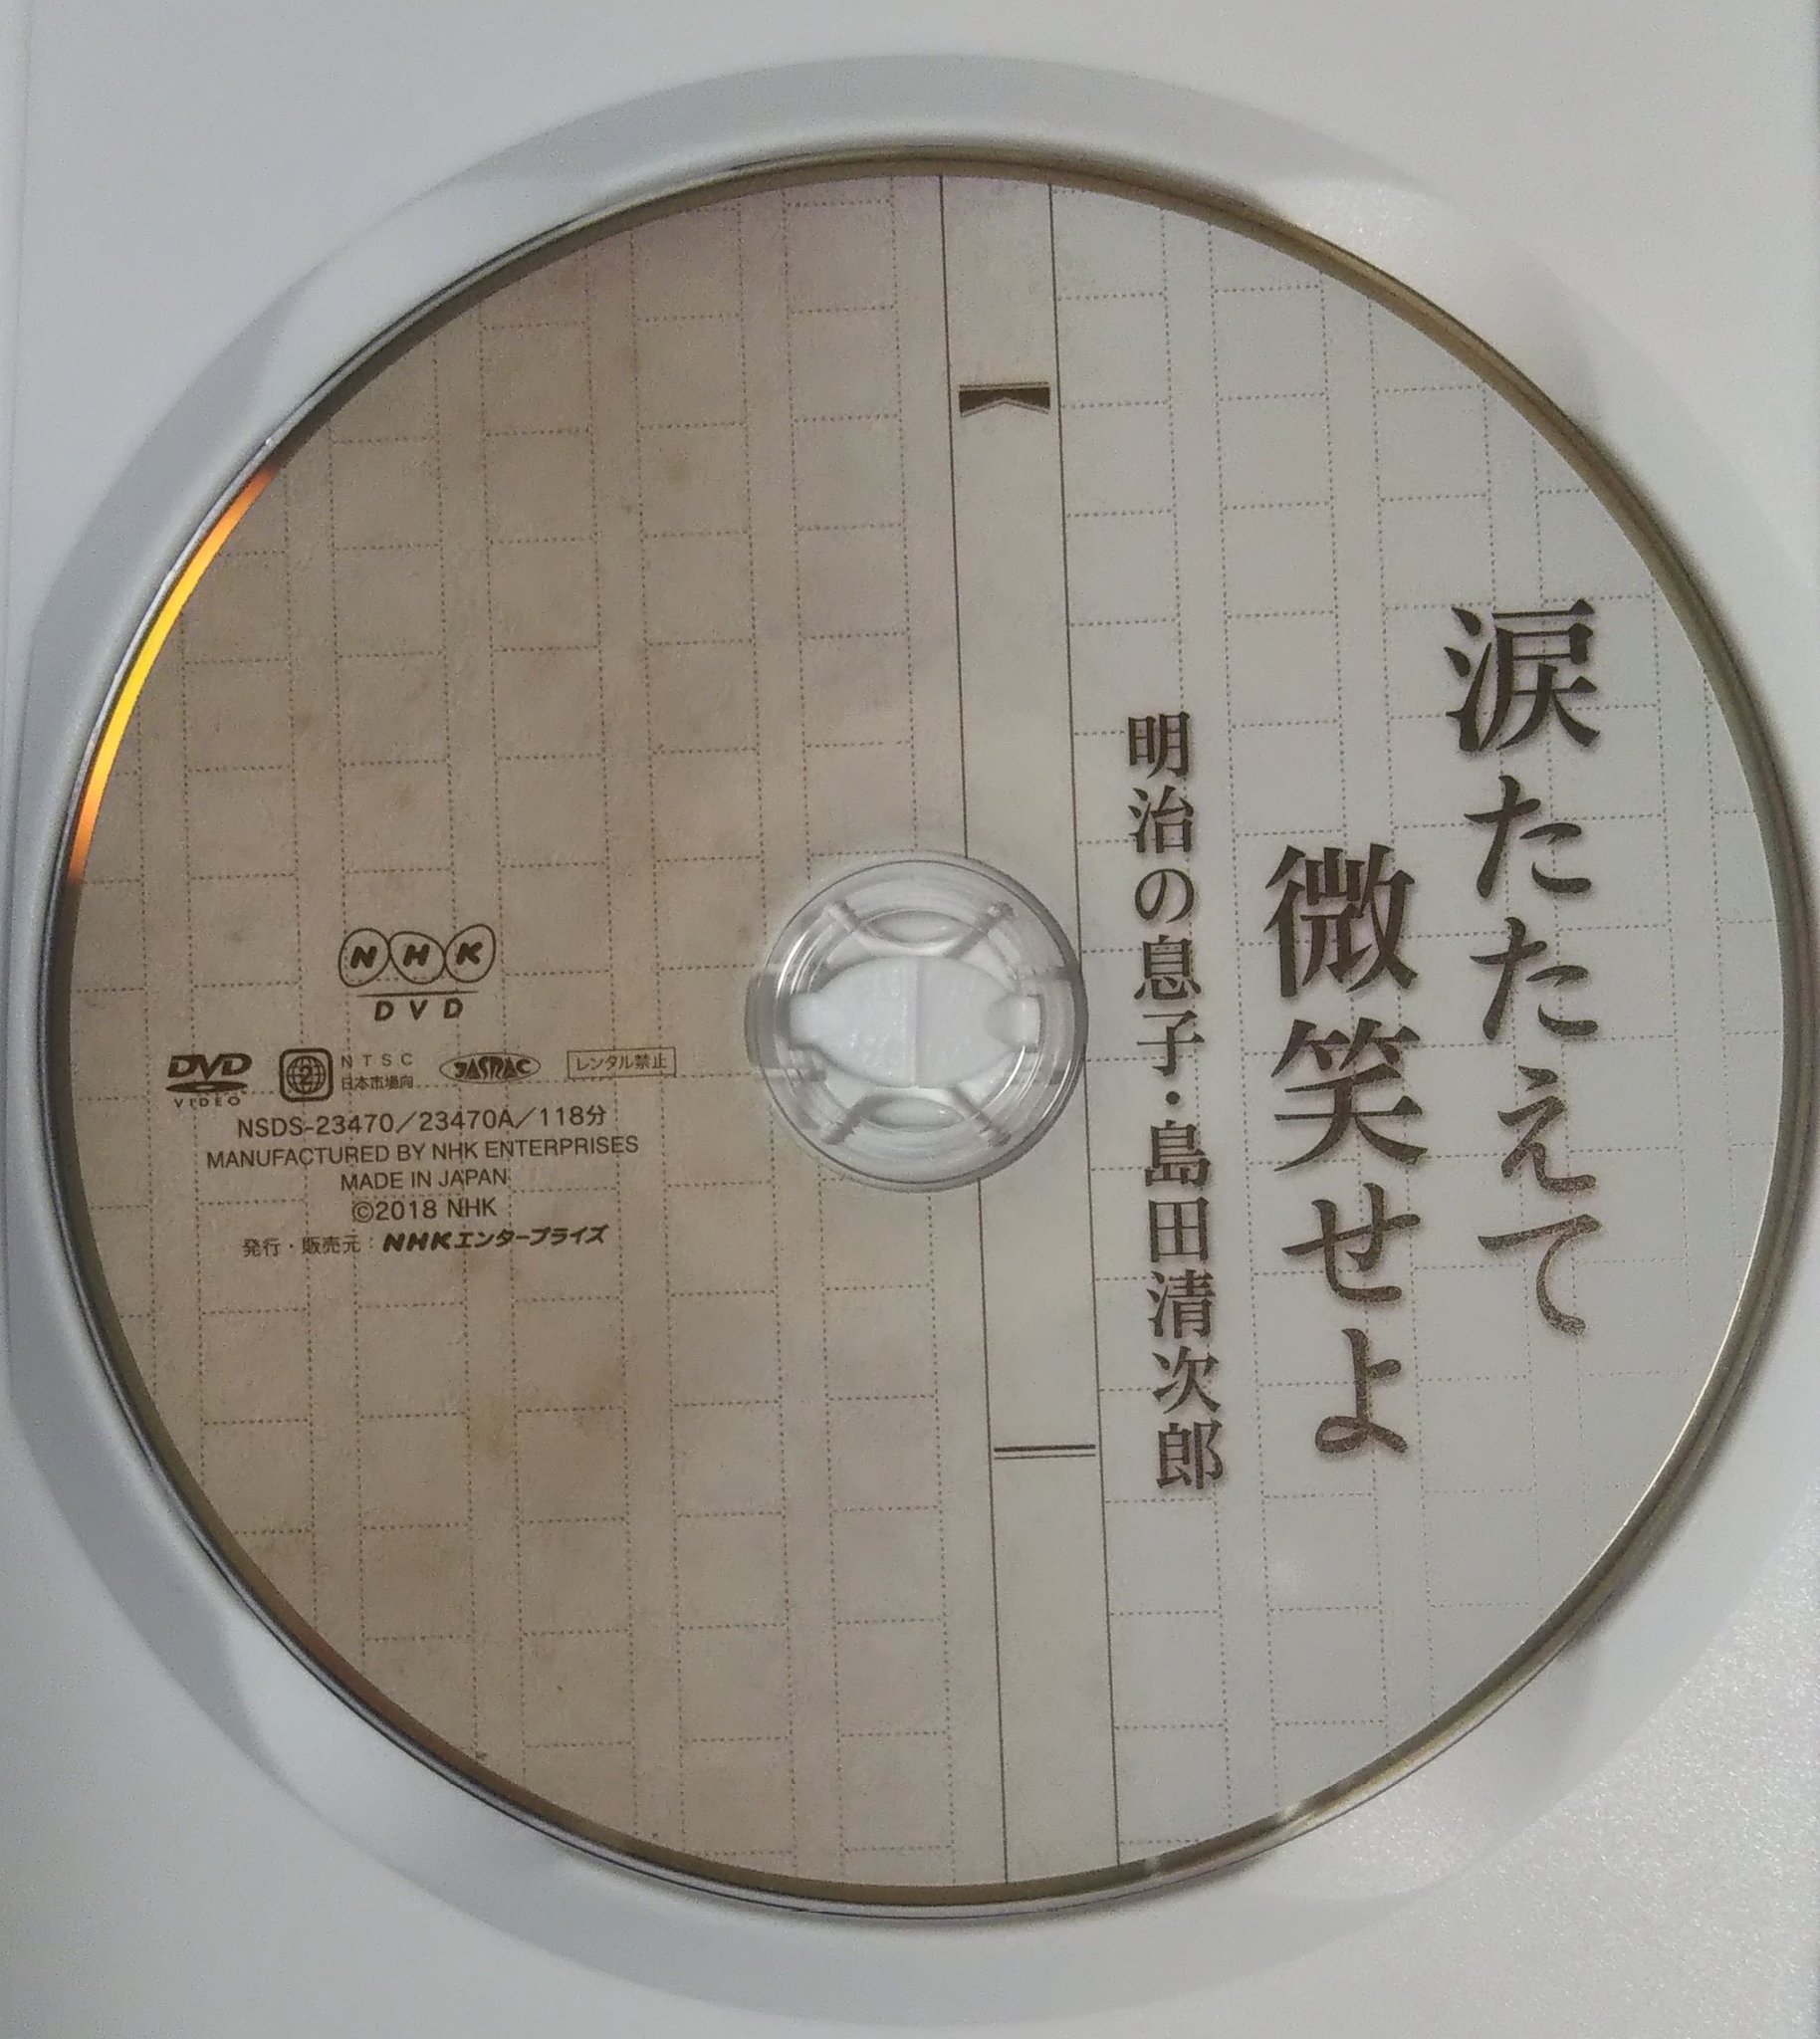 涙たたえて
微笑せよ
明治の息子・島田清次郎
NHK
DVD
DVD VIDEO 2 NTSC 日本市場向 JASRAC レンタル禁止
NSDS-23470／23470A／118分
MANUFACTURED BY NHK ENTERPRISES
MADE IN JAPAN
©2018 NHK
発行・販売元：NHKエンタープライズ